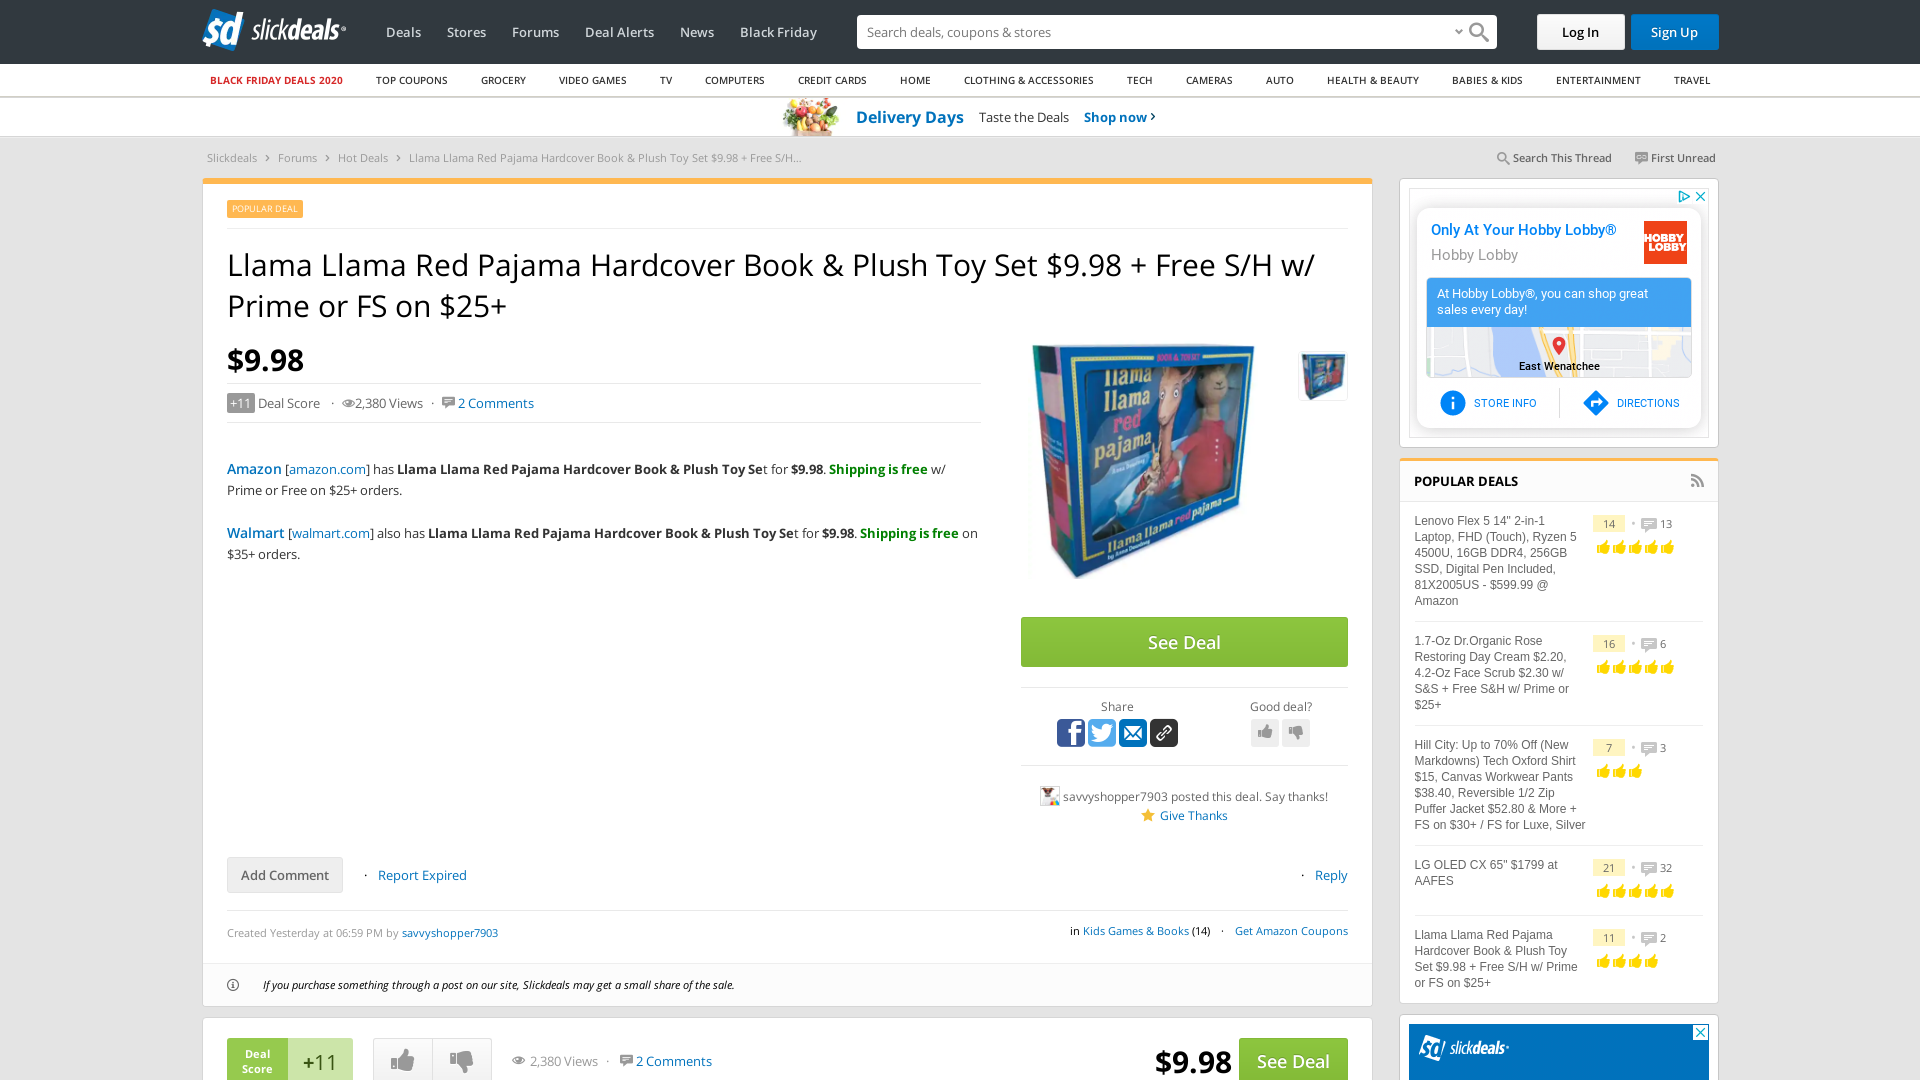 slickdeals
Deals Stores Forums Deal Alerts News Black Friday
Search deals, coupons & stores
Log In
Sign Up
BLACK FRIDAY DEALS 2020 TOP COUPONS GROCERY VIDEO GAMES TV COMPUTERS CREDIT CARDS HOME CLOTHING & ACCESSORIES TECH CAMERAS AUTO HEALTH & BEAUTY BABIES & KIDS ENTERTAINMENT TRAVEL
Delivery Days Taste the Deals Shop now ›
Slickdeals › Forums › Hot Deals › Llama Llama Red Pajama Hardcover Book & Plush Toy Set $9.98 + Free S/H...
Search This Thread First Unread
POPULAR DEAL
Llama Llama Red Pajama Hardcover Book & Plush Toy Set $9.98 + Free S/H w/
Prime or FS on $25+
$9.98
+11 Deal Score · 2,380 Views · 2 Comments
Amazon [amazon.com] has Llama Llama Red Pajama Hardcover Book & Plush Toy Set for $9.98. Shipping is free w/
Prime or Free on $25+ orders.
Walmart [walmart.com] also has Llama Llama Red Pajama Hardcover Book & Plush Toy Set for $9.98. Shipping is free on
$35+ orders.
BOOK & TOY SET
llama
llama
red
pajama
llama llama red pajama
See Deal
Share
Good deal?
savvyshopper7903 posted this deal. Say thanks!
Give Thanks
Add Comment · Report Expired
· Reply
Created Yesterday at 06:59 PM by savvyshopper7903
in Kids Games & Books (14) · Get Amazon Coupons
If you purchase something through a post on our site, Slickdeals may get a small share of the sale.
Deal
Score
+11
2,380 Views · 2 Comments
$9.98
See Deal
Only At Your Hobby Lobby®
Hobby Lobby
HOBBY
LOBBY
At Hobby Lobby®, you can shop great
sales every day!
East Wenatchee
STORE INFO
DIRECTIONS
POPULAR DEALS
Lenovo Flex 5 14" 2-in-1
Laptop, FHD (Touch), Ryzen 5
4500U, 16GB DDR4, 256GB
SSD, Digital Pen Included,
81X2005US - $599.99 @
Amazon
14 • 13
1.7-Oz Dr.Organic Rose
Restoring Day Cream $2.20,
4.2-Oz Face Scrub $2.30 w/
S&S + Free S&H w/ Prime or
$25+
16 • 6
Hill City: Up to 70% Off (New
Markdowns) Tech Oxford Shirt
$15, Canvas Workwear Pants
$38.40, Reversible 1/2 Zip
Puffer Jacket $52.80 & More +
FS on $30+ / FS for Luxe, Silver
7 • 3
LG OLED CX 65" $1799 at
AAFES
21 • 32
Llama Llama Red Pajama
Hardcover Book & Plush Toy
Set $9.98 + Free S/H w/ Prime
or FS on $25+
11 • 2
slickdeals